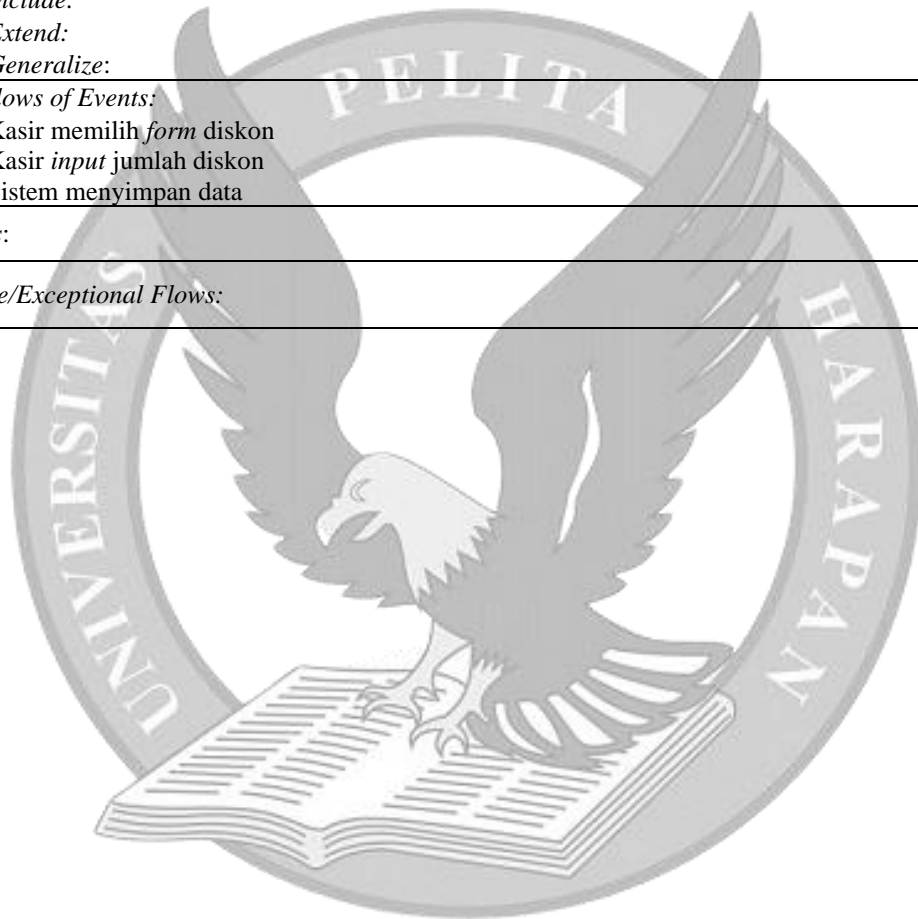 Include:
Extend:
Generalize:
lows of Events:
Kasir memilih form diskon
Kasir input jumlah diskon
istem menyimpan data
s:
e/Exceptional Flows:
UNIVERSITAS PELITA HARAPAN